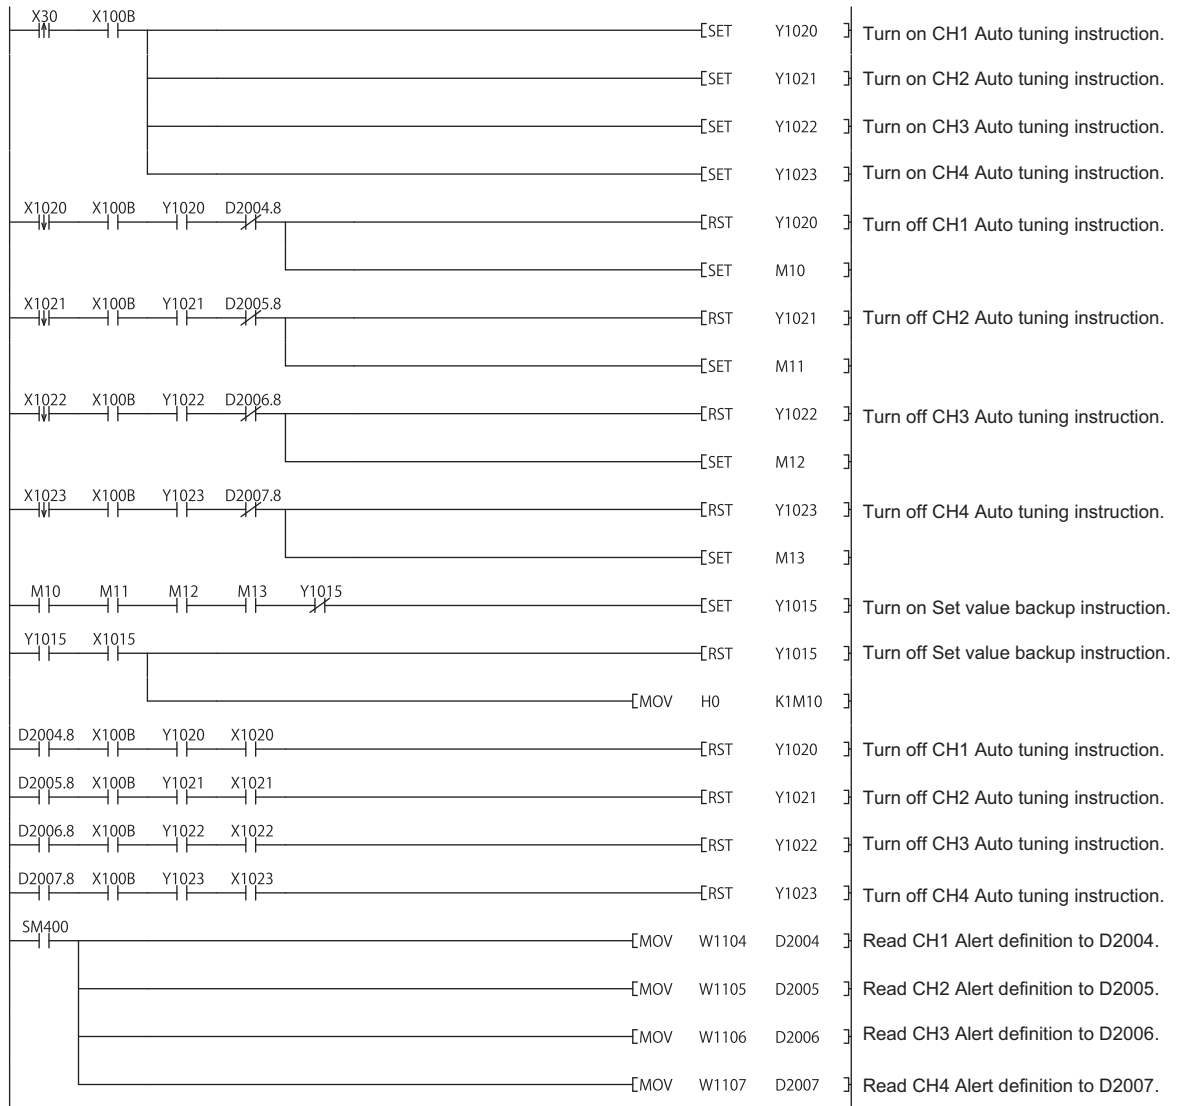 X30 X100B
SET Y1020 Turn on CH1 Auto tuning instruction.
SET Y1021 Turn on CH2 Auto tuning instruction.
SET Y1022 Turn on CH3 Auto tuning instruction.
SET Y1023 Turn on CH4 Auto tuning instruction.
X1020 X100B Y1020 D2004.8
RST Y1020 Turn off CH1 Auto tuning instruction.
SET M10
X1021 X100B Y1021 D2005.8
RST Y1021 Turn off CH2 Auto tuning instruction.
SET M11
X1022 X100B Y1022 D2006.8
RST Y1022 Turn off CH3 Auto tuning instruction.
SET M12
X1023 X100B Y1023 D2007.8
RST Y1023 Turn off CH4 Auto tuning instruction.
SET M13
M10 M11 M12 M13 Y1015
SET Y1015 Turn on Set value backup instruction.
Y1015 X1015
RST Y1015 Turn off Set value backup instruction.
MOV H0 K1M10
D2004.8 X100B Y1020 X1020
RST Y1020 Turn off CH1 Auto tuning instruction.
D2005.8 X100B Y1021 X1021
RST Y1021 Turn off CH2 Auto tuning instruction.
D2006.8 X100B Y1022 X1022
RST Y1022 Turn off CH3 Auto tuning instruction.
D2007.8 X100B Y1023 X1023
RST Y1023 Turn off CH4 Auto tuning instruction.
SM400
MOV W1104 D2004 Read CH1 Alert definition to D2004.
MOV W1105 D2005 Read CH2 Alert definition to D2005.
MOV W1106 D2006 Read CH3 Alert definition to D2006.
MOV W1107 D2007 Read CH4 Alert definition to D2007.